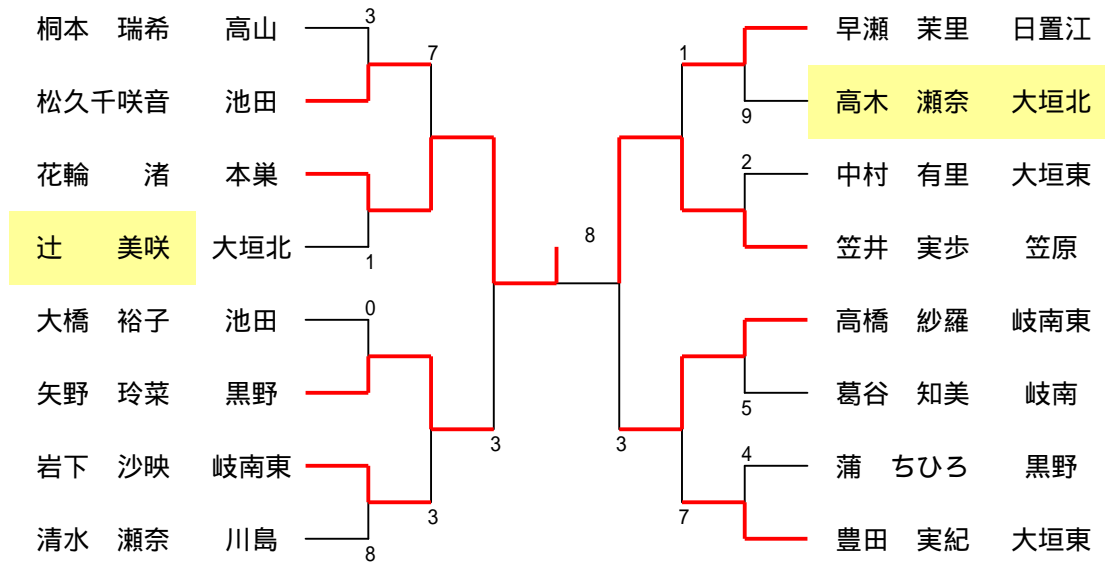 3
桐本 瑞希 高山
早瀬 茉里 日置江
7
1
松久千咲音 池田
高木 瀬奈 大垣北
9
花輪 渚 本巣
2
中村 有里 大垣東
辻 美咲 大垣北
8
笠井 実歩 笠原
1
0
大橋 裕子 池田
高橋 紗羅 岐南東
矢野 玲菜 黒野
葛谷 知美 岐南
5
3
3
岩下 沙映 岐南東
4
蒲 ちひろ 黒野
3
7
清水 瀬奈 川島
豊田 実紀 大垣東
8